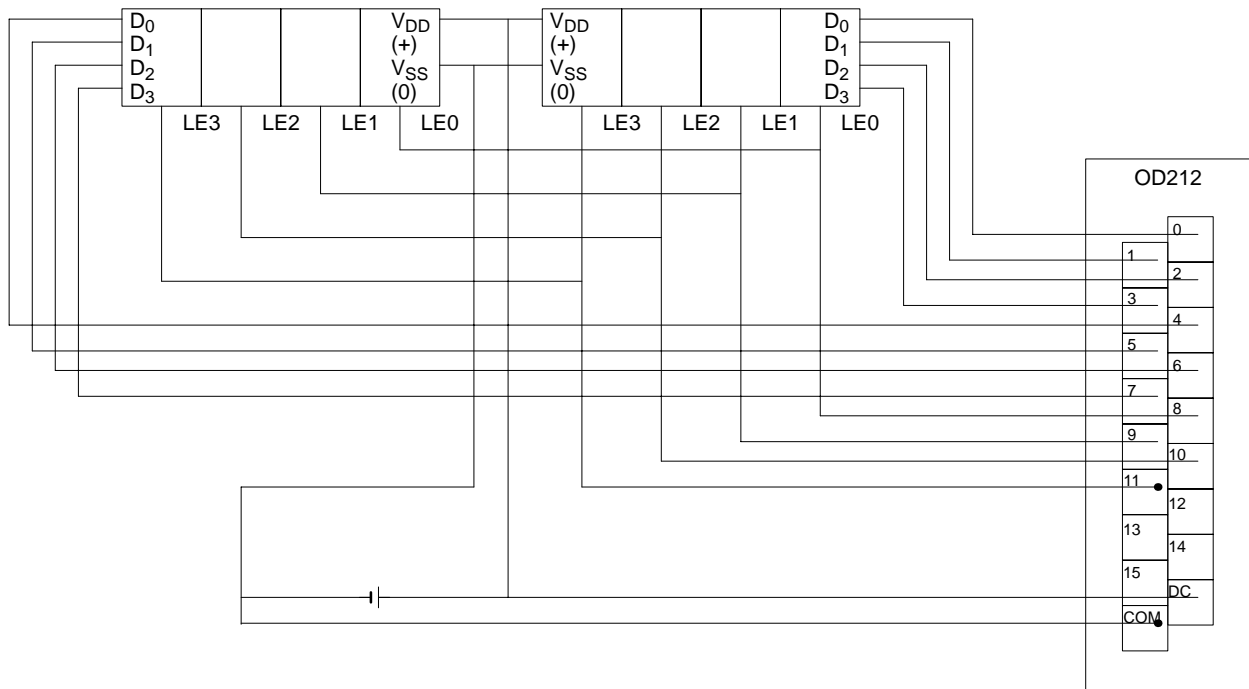 D0 VDD VDD D0
D1 (+) (+) D1
D2 VSS VSS D2
D3 (0) (0) D3
LE3 LE2 LE1 LE0 LE3 LE2 LE1 LE0
OD212
0
1
2
3
4
5
6
7
8
9
10
11
12
13
14
15
DC
COM